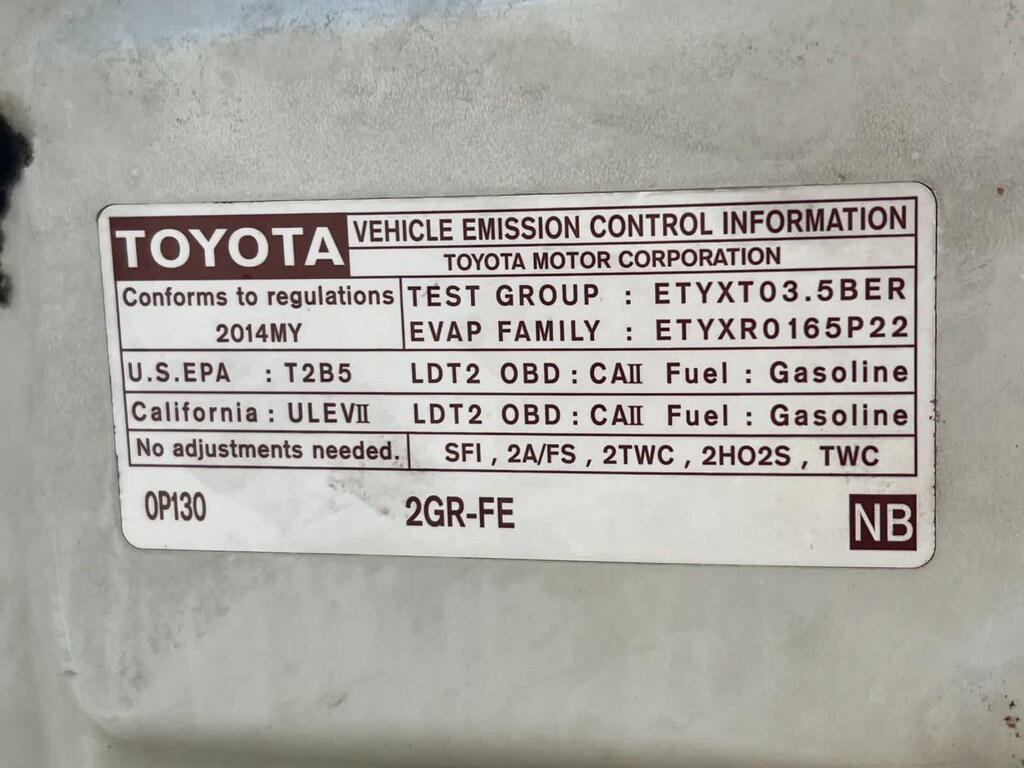 TOYOTA VEHICLE EMISSION CONTROL INFORMATION
TOYOTA MOTOR CORPORATION
Conforms to regulations TEST GROUP : ETYXT03.5BER
2014MY EVAP FAMILY : ETYXR0165P22
U.S.EPA : T2B5 LDT2 OBD : CAII Fuel : Gasoline
California : ULEVII LDT2 OBD : CAII Fuel : Gasoline
No adjustments needed. SFI , 2A/FS , 2TWC , 2HO2S , TWC
0P130 2GR-FE NB